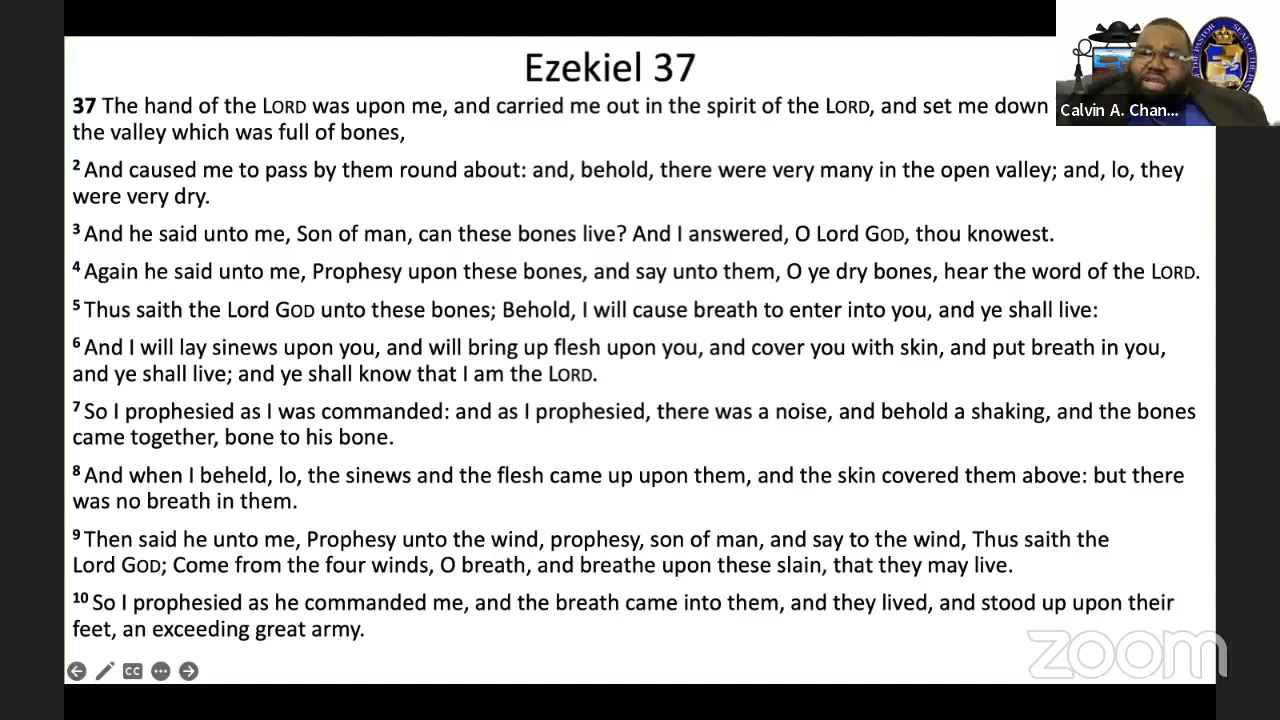 Ezekiel 37
37 The hand of the LORD was upon me, and carried me out in the spirit of the LORD, and set me down
the valley which was full of bones,
2 And caused me to pass by them round about: and, behold, there were very many in the open valley; and, lo, they
were very dry.
3 And he said unto me, Son of man, can these bones live? And I answered, O Lord GOD, thou knowest.
4 Again he said unto me, Prophesy upon these bones, and say unto them, O ye dry bones, hear the word of the LORD.
5 Thus saith the Lord GOD unto these bones; Behold, I will cause breath to enter into you, and ye shall live:
6 And I will lay sinews upon you, and will bring up flesh upon you, and cover you with skin, and put breath in you,
and ye shall live; and ye shall know that I am the LORD.
7 So I prophesied as I was commanded: and as I prophesied, there was a noise, and behold a shaking, and the bones
came together, bone to his bone.
8 And when I beheld, lo, the sinews and the flesh came up upon them, and the skin covered them above: but there
was no breath in them.
9 Then said he unto me, Prophesy unto the wind, prophesy, son of man, and say to the wind, Thus saith the
Lord GOD; Come from the four winds, O breath, and breathe upon these slain, that they may live.
10 So I prophesied as he commanded me, and the breath came into them, and they lived, and stood up upon their
feet, an exceeding great army.
Calvin A. Chan...
CC
zoom